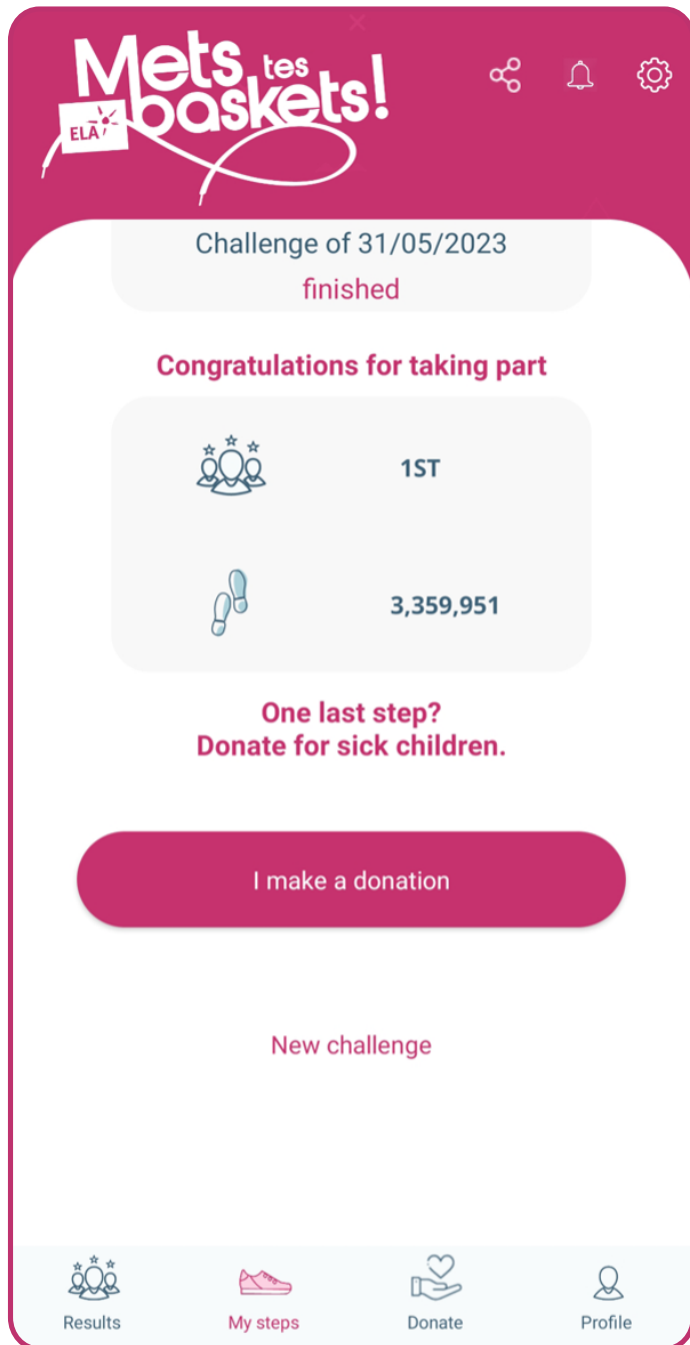 Mets tes
baskets!
ELA
Challenge of 31/05/2023
finished
Congratulations for taking part
1ST
3,359,951
One last step?
Donate for sick children.
I make a donation
New challenge
Results
My steps
Donate
Profile